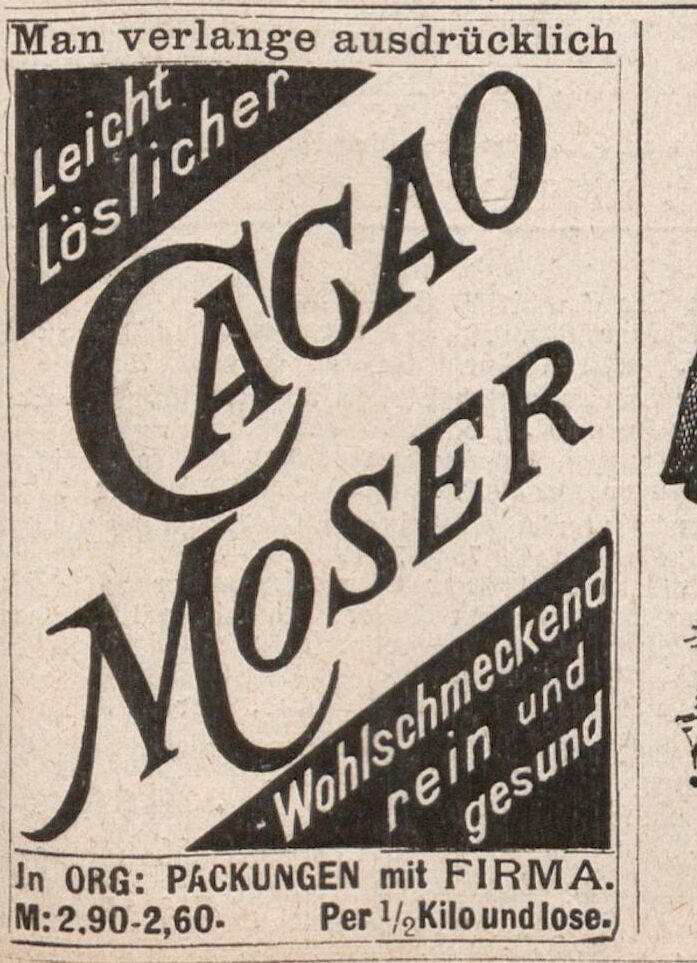 Man verlange ausdrücklich
Leicht
löslicher
CACAO
MOSER
Wohlschmeckend
rein und
gesund
Jn ORG: PACKUNGEN mit FIRMA.
M: 2.90-2,60. Per 1/2 Kilo und lose.